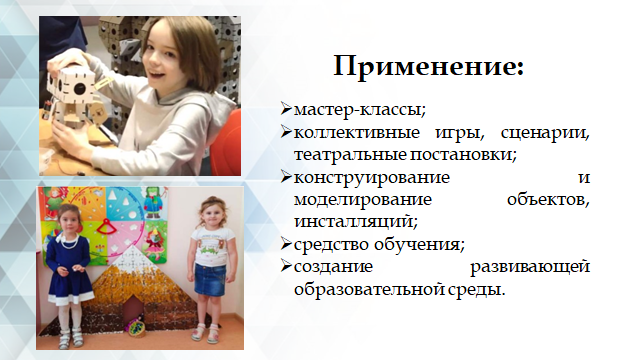 Применение:
➢мастер-классы;
➢коллективные игры, сценарии,
театральные постановки;
➢конструирование и
моделирование объектов,
инсталляций;
➢средство обучения;
➢создание развивающей
образовательной среды.